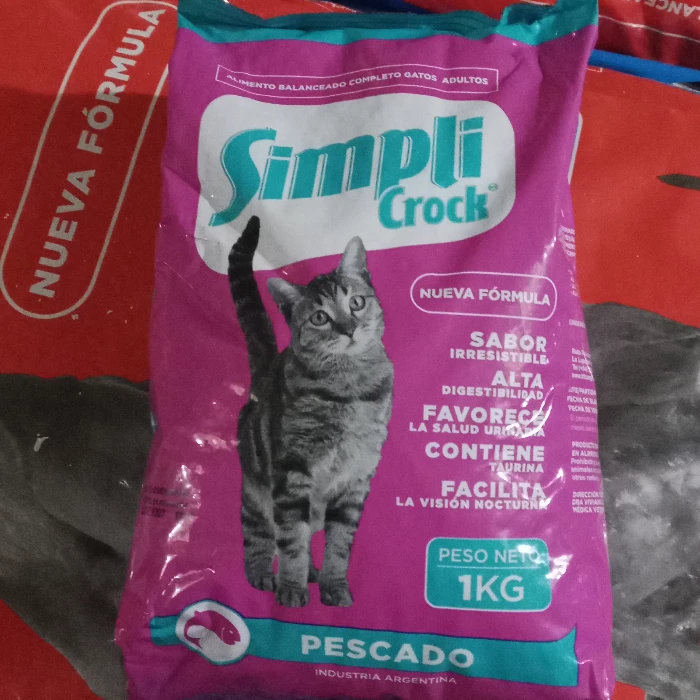 NUEVA FÓRMULA
ALIMENTO BALANCEADO COMPLETO GATOS ADULTOS
Simpli
Crock
NUEVA FÓRMULA
SABOR
IRRESISTIBLE
ALTA
DIGESTIBILIDAD
FAVORECE
LA SALUD URINARIA
CONTIENE
TAURINA
FACILITA
LA VISIÓN NOCTURNA
PESO NETO
1KG
PESCADO
INDUSTRIA ARGENTINA